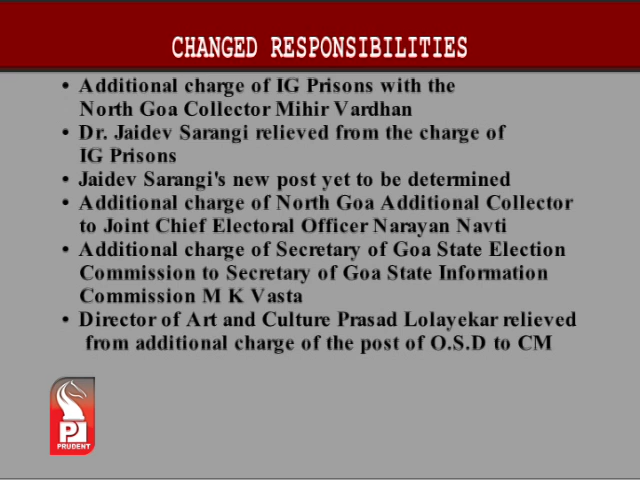 CHANGED RESPONSIBILITIES
• Additional charge of IG Prisons with the
North Goa Collector Mihir Vardhan
• Dr. Jaidev Sarangi relieved from the charge of
IG Prisons
• Jaidev Sarangi's new post yet to be determined
• Additional charge of North Goa Additional Collector
to Joint Chief Electoral Officer Narayan Navti
• Additional charge of Secretary of Goa State Election
Commission to Secretary of Goa State Information
Commission M K Vasta
• Director of Art and Culture Prasad Lolayekar relieved
from additional charge of the post of O.S.D to CM
P
PRUDENT